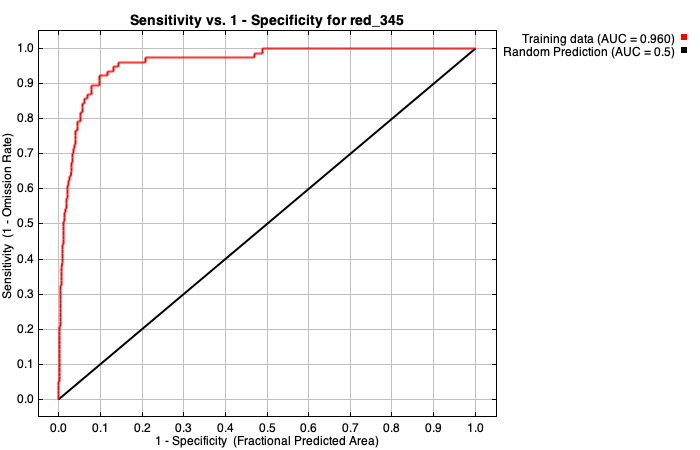 Sensitivity vs. 1 - Specificity for red_345
Training data (AUC = 0.960)
Random Prediction (AUC = 0.5)
Sensitivity (1 - Omission Rate)
1.0
0.9
0.8
0.7
0.6
0.5
0.4
0.3
0.2
0.1
0.0
0.0 0.1 0.2 0.3 0.4 0.5 0.6 0.7 0.8 0.9 1.0
1 - Specificity (Fractional Predicted Area)